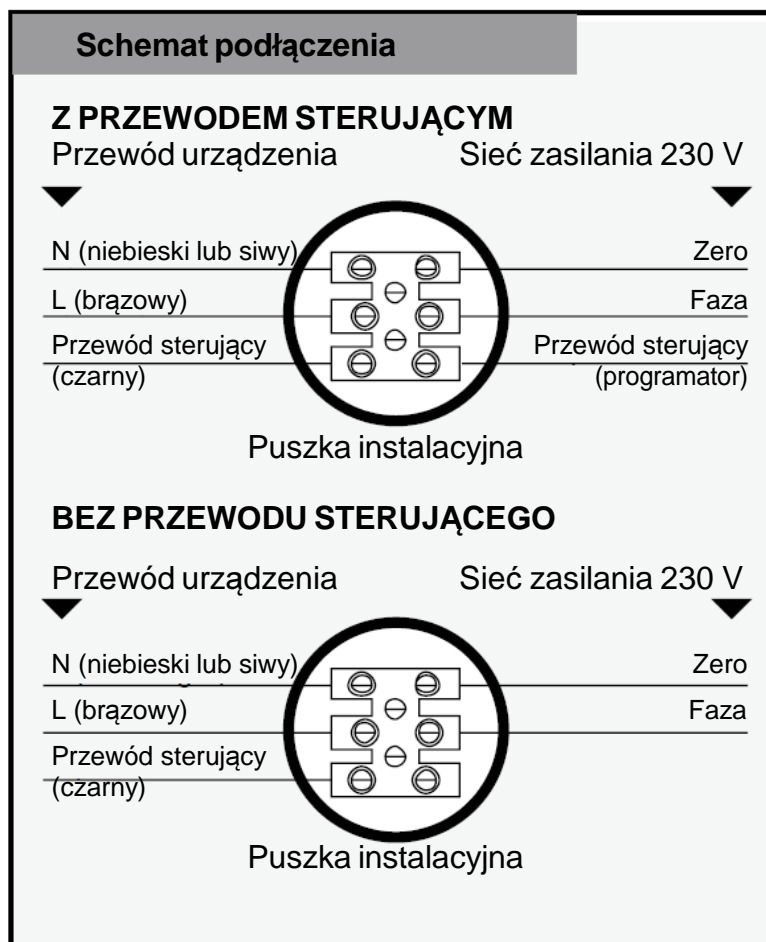 Schemat podłączenia
Z PRZEWODEM STERUJĄCYM
Przewód urządzenia Sieć zasilania 230 V
N (niebieski lub siwy) Zero
L (brązowy) Faza
Przewód sterujący Przewód sterujący
(czarny) (programator)
Puszka instalacyjna
BEZ PRZEWODU STERUJĄCEGO
Przewód urządzenia Sieć zasilania 230 V
N (niebieski lub siwy) Zero
L (brązowy) Faza
Przewód sterujący
(czarny)
Puszka instalacyjna